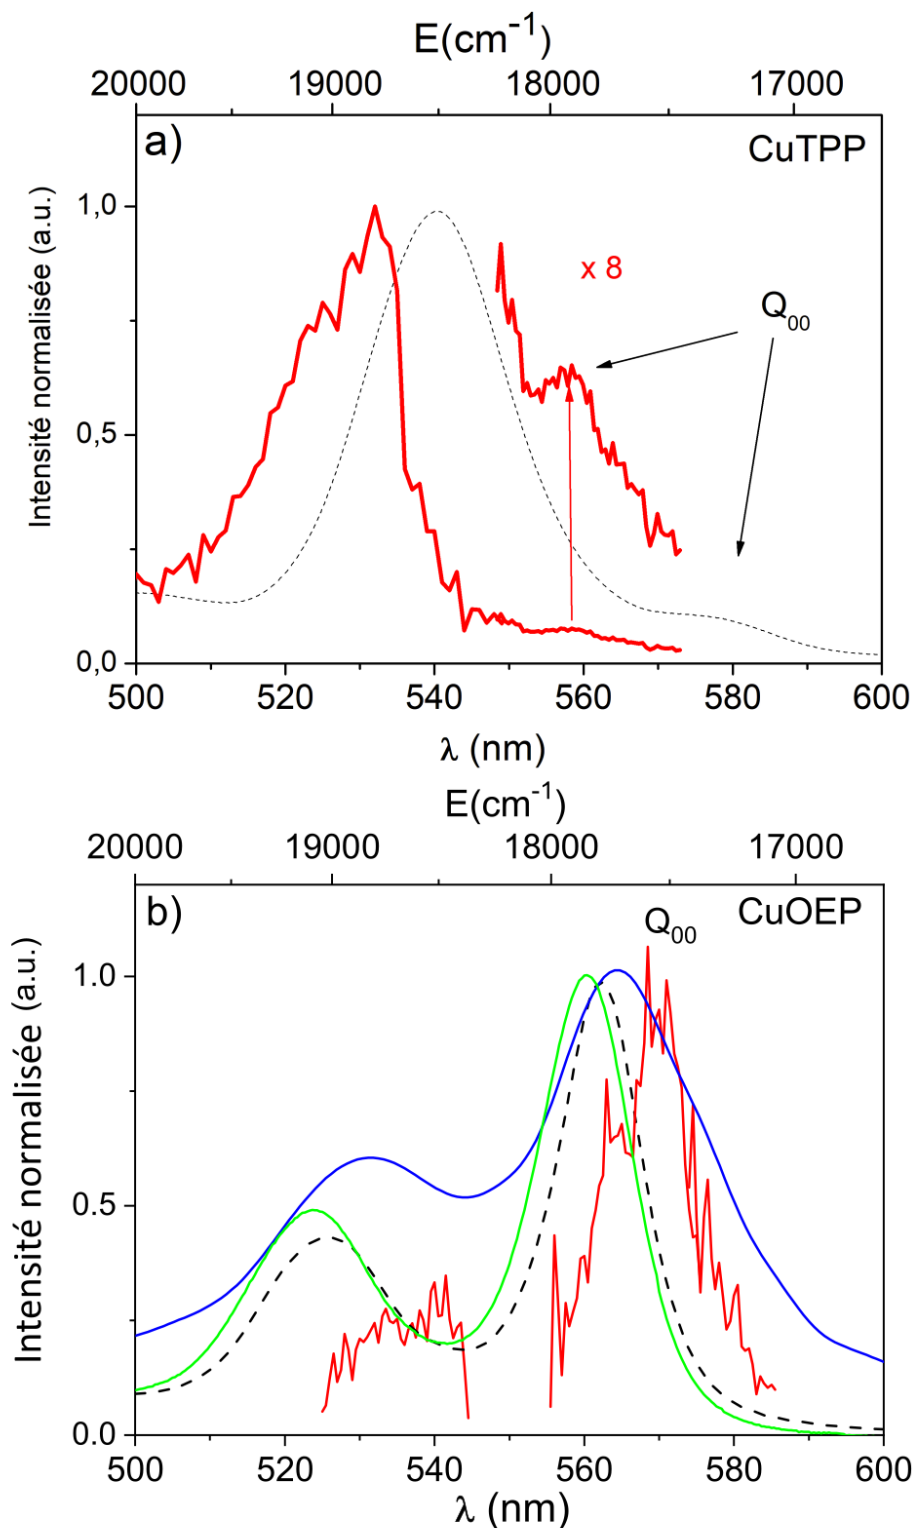 E(cm-1)
20000 19000 18000 17000
a) CuTPP
Intensité normalisée (a.u.)
1,0
x 8
Q00
0,5
0,0
500 520 540 560 580 600
λ (nm)
E(cm-1)
20000 19000 18000 17000
b) CuOEP
Q00
Intensité normalisée (a.u.)
1.0
0.5
0.0
500 520 540 560 580 600
λ (nm)